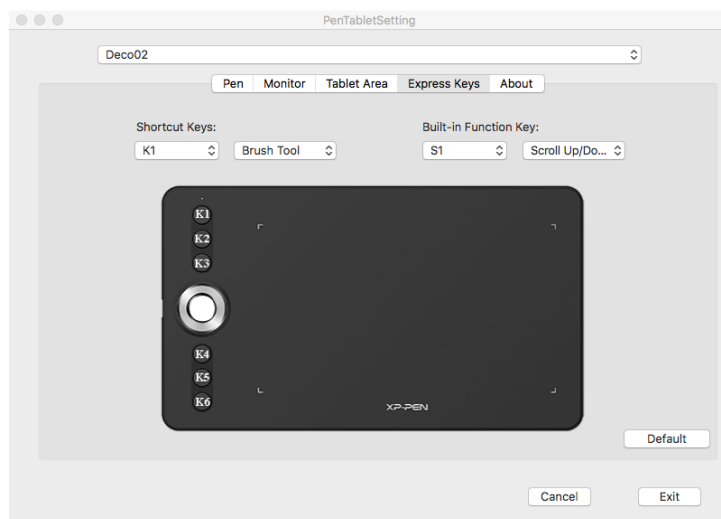 PenTabletSetting
Deco02
Pen Monitor Tablet Area Express Keys About
Shortcut Keys: Built-in Function Key:
K1 Brush Tool S1 Scroll Up/Do...
K1
K2
K3
K4
K5
K6
XP-PEN
Default
Cancel Exit